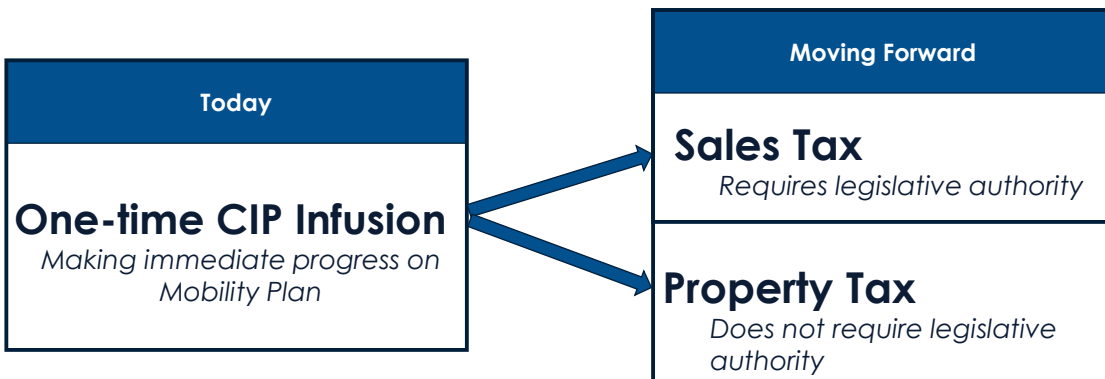 Today
One-time CIP Infusion
Making immediate progress on
Mobility Plan
Moving Forward
Sales Tax
Requires legislative authority
Property Tax
Does not require legislative
authority